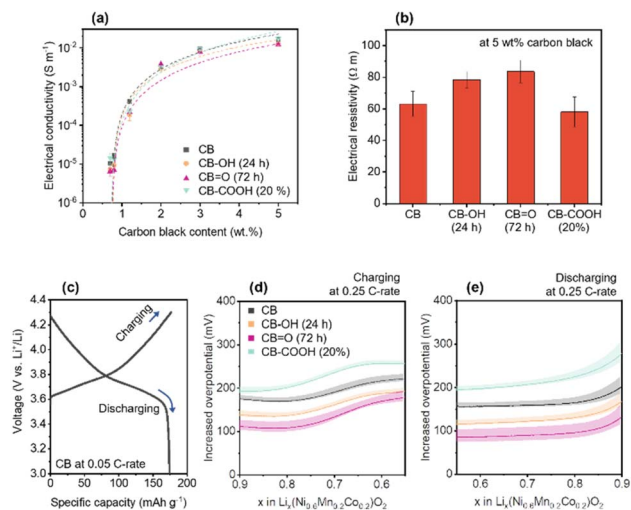 (a)
Electrical conductivity (S m⁻¹)
10⁻²
10⁻³
10⁻⁴
10⁻⁵
10⁻⁶
CB
CB-OH (24 h)
CB=O (72 h)
CB-COOH (20 %)
0 1 2 3 4 5
Carbon black content (wt.%)
(b)
at 5 wt% carbon black
Electrical resistivity (Ω m)
120
100
80
60
40
20
0
CB CB-OH CB=O CB-COOH
(24 h) (72 h) (20%)
(c)
Voltage (V vs. Li⁺/Li)
4.4
4.2
4.0
3.8
3.6
3.4
3.2
3.0
Charging
Discharging
CB at 0.05 C-rate
0 50 100 150 200
Specific capacity (mAh g⁻¹)
(d)
Charging
at 0.25 C-rate
Increased overpotential (mV)
400
300
200
100
0
CB
CB-OH (24 h)
CB=O (72 h)
CB-COOH (20%)
0.9 0.8 0.7 0.6
x in Liₓ(Ni₀.₆Mn₀.₂Co₀.₂)O₂
(e)
Discharging
at 0.25 C-rate
Increased overpotential (mV)
400
300
200
100
0
0.6 0.7 0.8 0.9
x in Liₓ(Ni₀.₆Mn₀.₂Co₀.₂)O₂